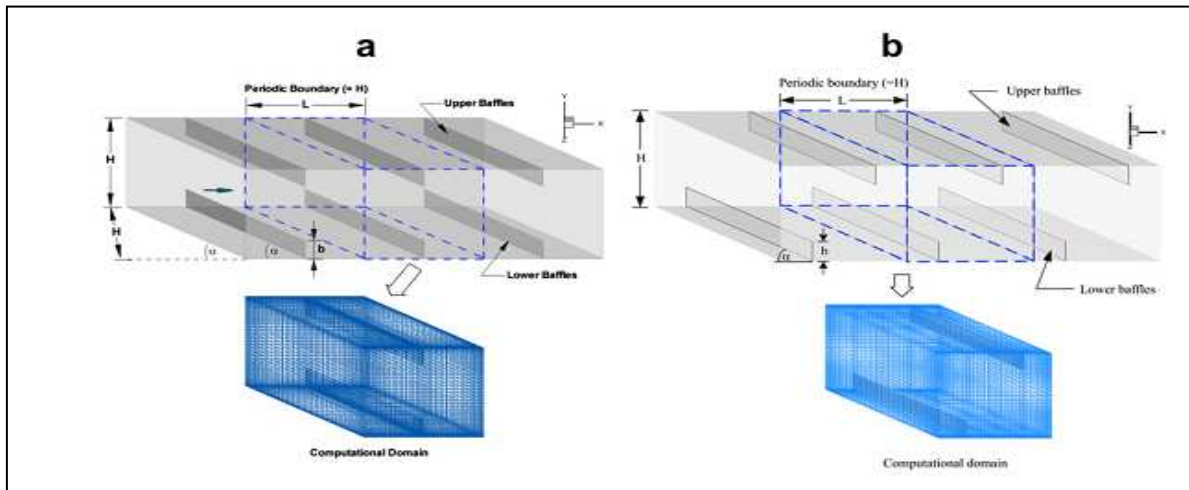 a
Periodic Boundary (= H)
L
Upper Baffles
Y
X
Z
H
H
α
α
b
Lower Baffles
Computational Domain
b
Periodic boundary (=H)
L
Upper baffles
Y
X
Z
H
α
h
Lower baffles
Computational domain